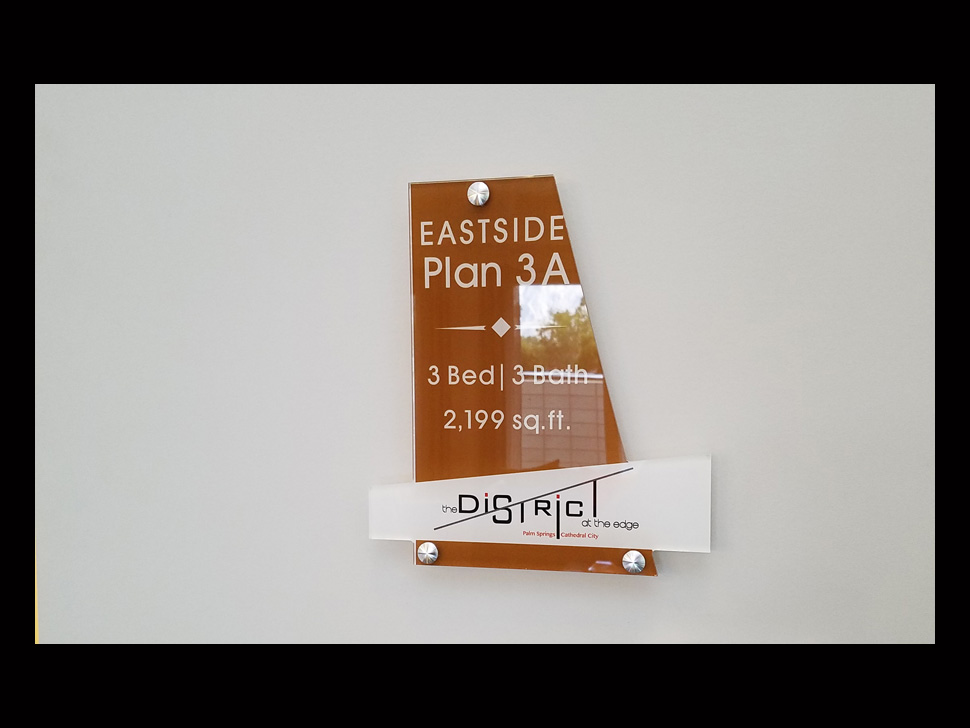 EASTSIDE
Plan 3A
3 Bed| 3 Bath
2,199 sq.ft.
the DiSTRicT
at the edge
Palm Springs | Cathedral City